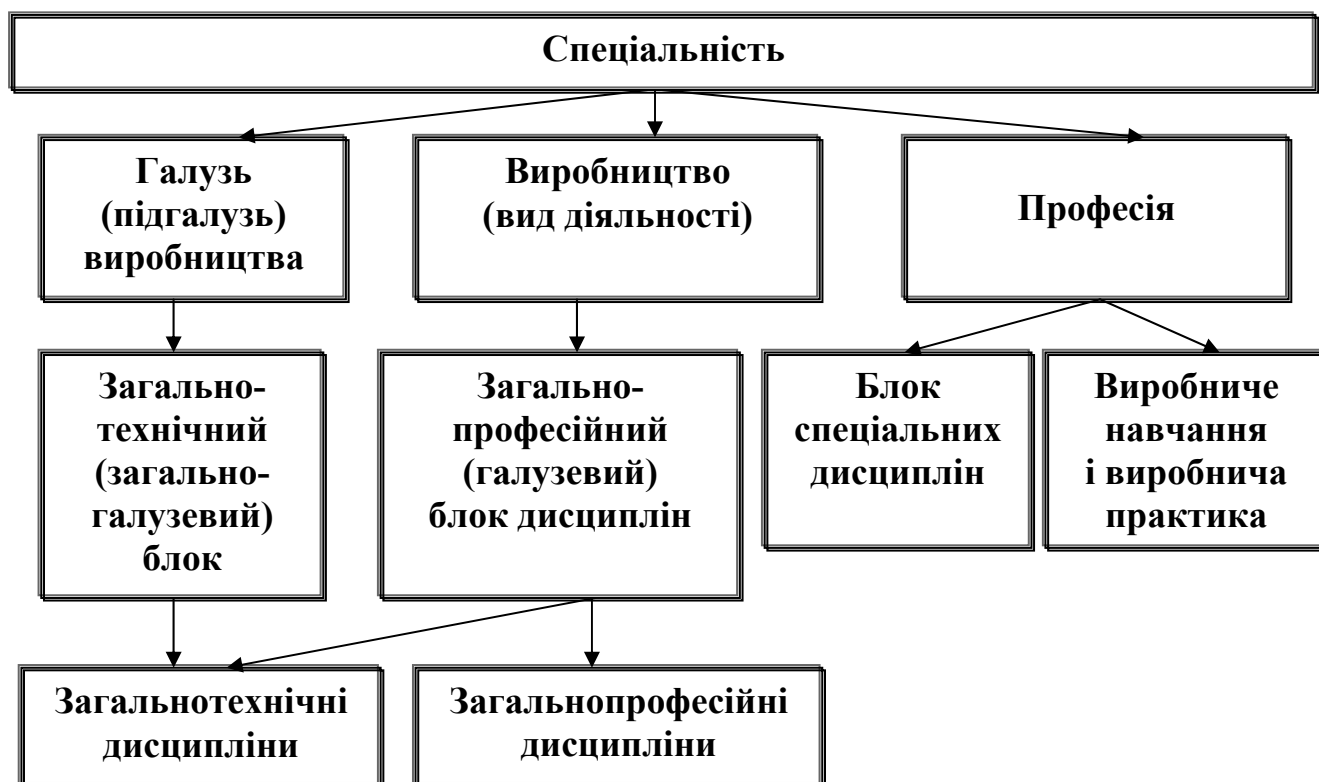 Спеціальність
Галузь
(підгалузь)
виробництва
Виробництво
(вид діяльності)
Професія
Загально-
технічний
(загально-
галузевий)
блок
Загально-
професійний
(галузевий)
блок дисциплін
Блок
спеціальних
дисциплін
Виробниче
навчання
і виробнича
практика
Загальнотехнічні
дисципліни
Загальнопрофесійні
дисципліни